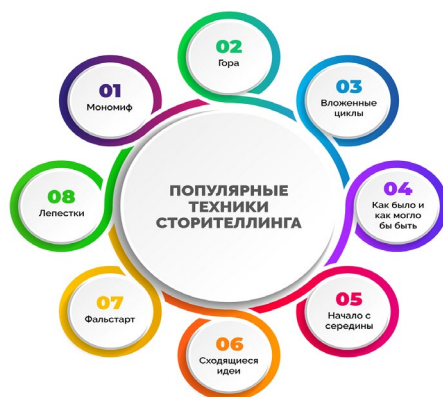 ПОПУЛЯРНЫЕ
ТЕХНИКИ
СТОРИТЕЛЛИНГА
01
Мономиф
02
Гора
03
Вложенные
циклы
04
Как было и
как могло
бы быть
05
Начало с
середины
06
Сходящиеся
идеи
07
Фальстарт
08
Лепестки